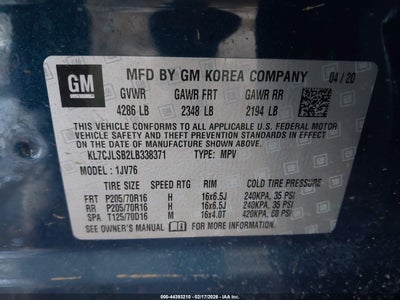 GM
MFD BY GM KOREA COMPANY 04/20
GVWR GAWR FRT GAWR RR
4286 LB 2348 LB 2194 LB
THIS VEHICLE CONFORMS TO ALL APPLICABLE U.S. FEDERAL MOTOR
VEHICLE SAFETY AND THEFT PREVENTION STANDARDS IN EFFECT
ON THE DATE OF MANUFACTURE SHOWN ABOVE.
KL7CJLSB2LB338371 TYPE: MPV
MODEL : 1JV76
TIRE SIZE SPEED RTG RIM COLD TIRE PRESSURE
FRT P205/70R16 H 16x6.5J 240KPA, 35 PSI
RR P205/70R16 H 16x6.5J 240KPA, 35 PSI
SPA T125/70D16 M 16x4.0T 420KPA, 60 PSI
SEE OWNER'S MANUAL FOR MORE INFORMATION
000-44393210 - 02/17/2026 - IAA Inc.